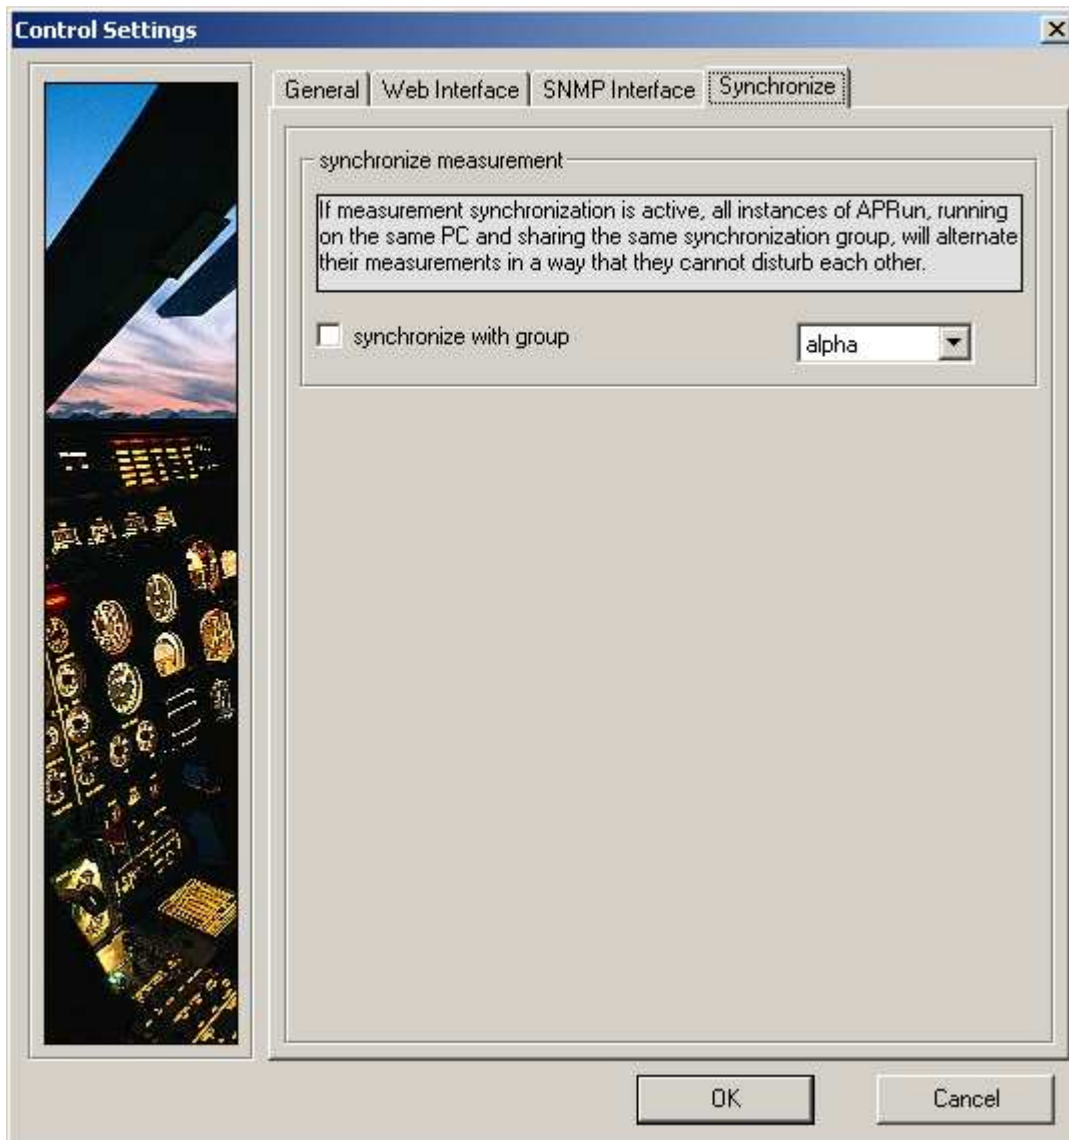 Control Settings
General Web Interface SNMP Interface Synchronize
synchronize measurement
If measurement synchronization is active, all instances of APRun, running
on the same PC and sharing the same synchronization group, will alternate
their measurements in a way that they cannot disturb each other.
synchronize with group alpha
OK Cancel